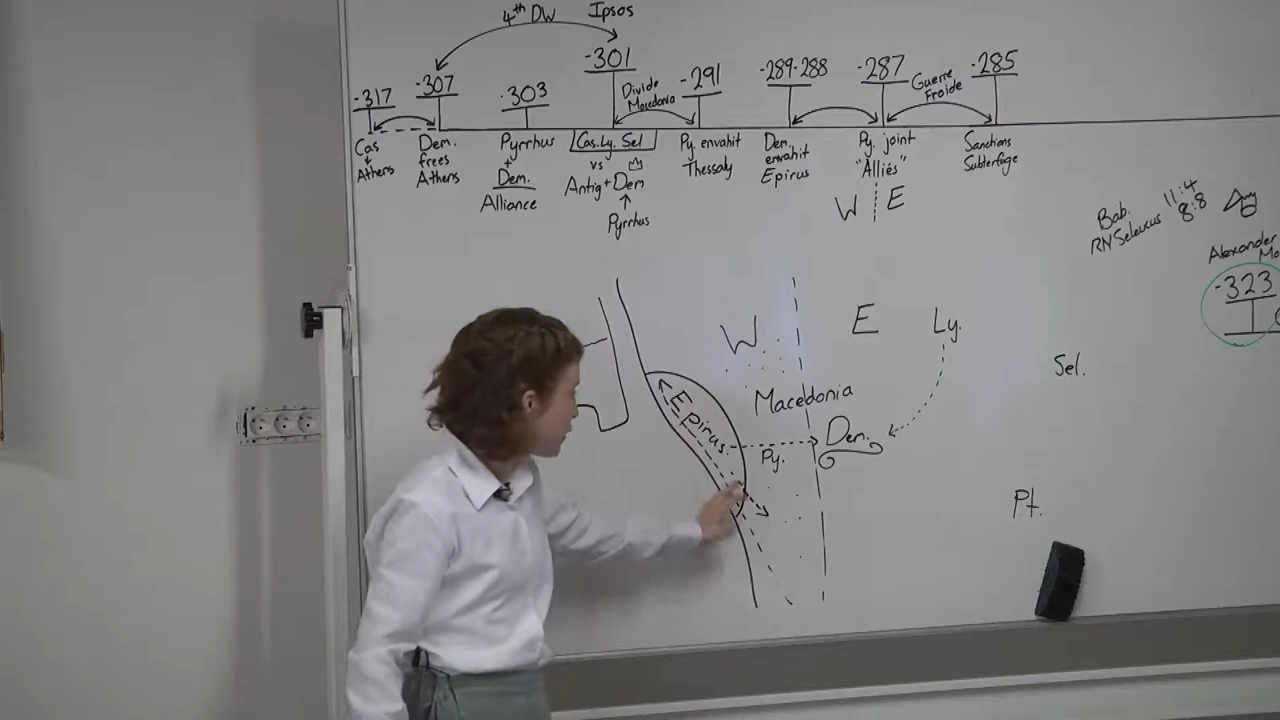 4th DW
Ipsos
-317
-307
-303
-301
-291
-289-288
-287
-285
Divide
Macedonia
Guerre
Froide
Cas
Athens
Dem.
frees
Athens
Pyrrhus
+
Dem.
Alliance
Cas. Ly. Sel
vs
Antig + Dem
Pyrrhus
Py. envahit
Thessaly
Dem.
envahit
Epirus
Py. joint
"Alliés"
W E
Sanctions
Subterfuge
Bab. 11:4
RN Seleucus 8:8
Alexander
-323
W
E
Ly.
Sel.
Macedonia
Epirus
Dem.
Py.
Pt.